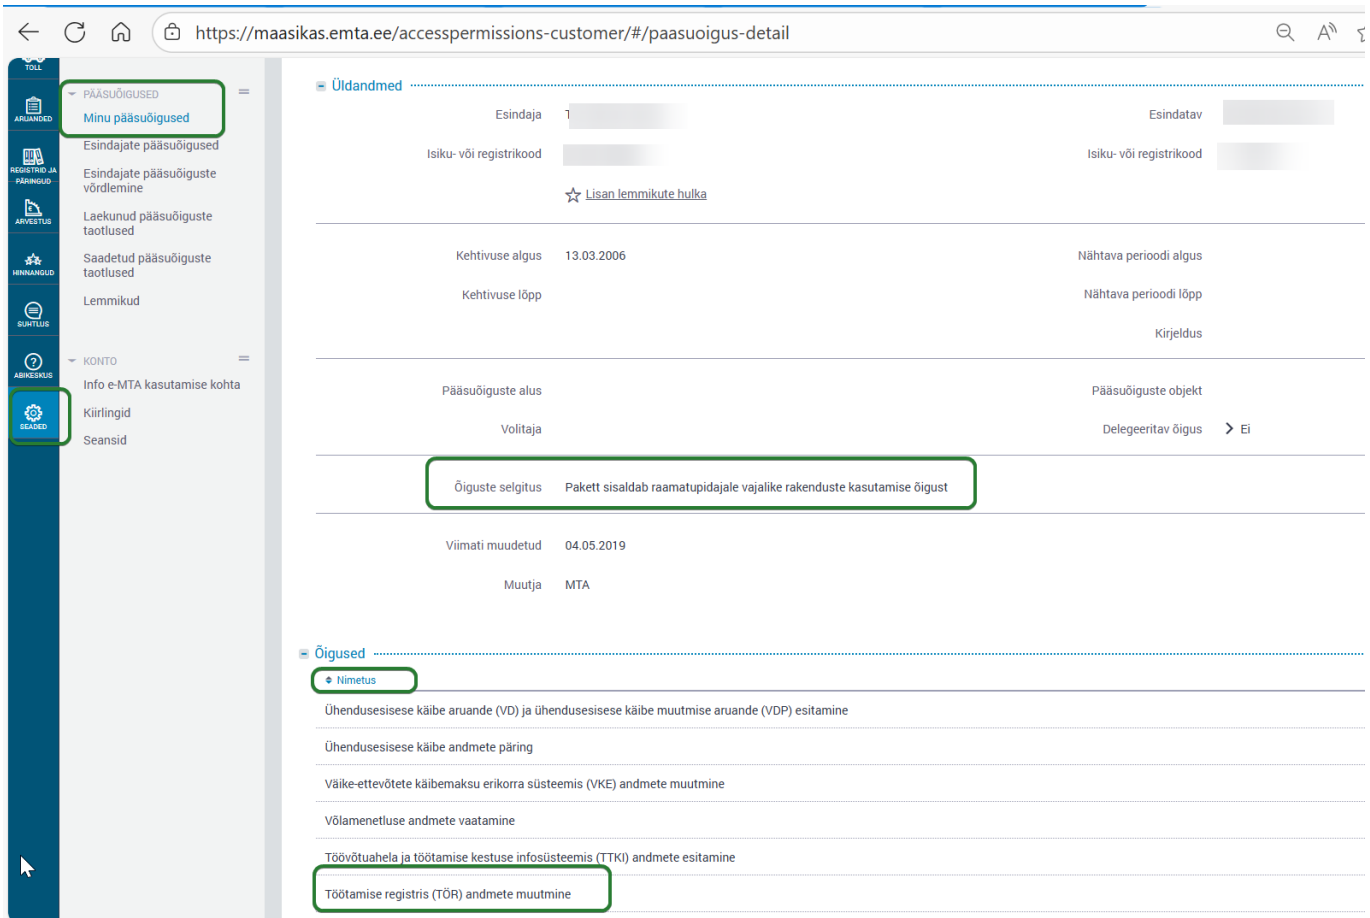 https://maasikas.emta.ee/accesspermissions-customer/#/paasuoigus-detail
TOLL
ARUANDED
REGISTRID JA
PÄRINGUD
ARVESTUS
HINNANGUD
SUHTLUS
ABIKESKUS
SEADED
PÄÄSUÕIGUSED
Minu pääsuõigused
Esindajate pääsuõigused
Esindajate pääsuõiguste
võrdlemine
Laekunud pääsuõiguste
taotlused
Saadetud pääsuõiguste
taotlused
Lemmikud
KONTO
Info e-MTA kasutamise kohta
Kiirlingid
Seansid
Üldandmed
Esindaja
Esindatav
Isiku- või registrikood
Isiku- või registrikood
Lisan lemmikute hulka
Kehtivuse algus 13.03.2006
Nähtava perioodi algus
Kehtivuse lõpp
Nähtava perioodi lõpp
Kirjeldus
Pääsuõiguste alus
Pääsuõiguste objekt
Volitaja
Delegeeritav õigus Ei
Õiguste selgitus Pakett sisaldab raamatupidajale vajalike rakenduste kasutamise õigust
Viimati muudetud 04.05.2019
Muutja MTA
Õigused
Nimetus
Ühendusesisese käibe aruande (VD) ja ühendusesisese käibe muutmise aruande (VDP) esitamine
Ühendusesisese käibe andmete päring
Väike-ettevõtete käibemaksu erikorra süsteemis (VKE) andmete muutmine
Võlamenetluse andmete vaatamine
Töövõtuahela ja töötamise kestuse infosüsteemis (TTKI) andmete esitamine
Töötamise registris (TÖR) andmete muutmine